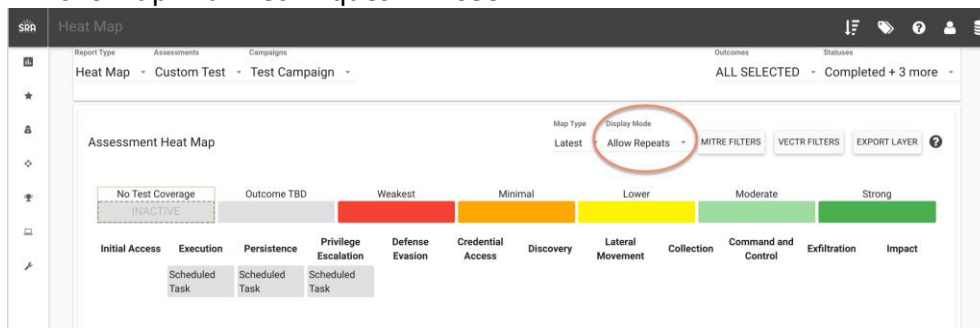 SRA Heat Map
Report Type Assessments Campaigns Outcomes Statuses
Heat Map Custom Test Test Campaign ALL SELECTED Completed + 3 more
Map Type Display Mode
Assessment Heat Map Latest Allow Repeats MITRE FILTERS VECTR FILTERS EXPORT LAYER
No Test Coverage Outcome TBD Weakest Minimal Lower Moderate Strong
INACTIVE
Initial Access Execution Persistence Privilege Escalation Defense Evasion Credential Access Discovery Lateral Movement Collection Command and Control Exfiltration Impact
Scheduled Task Scheduled Task Scheduled Task